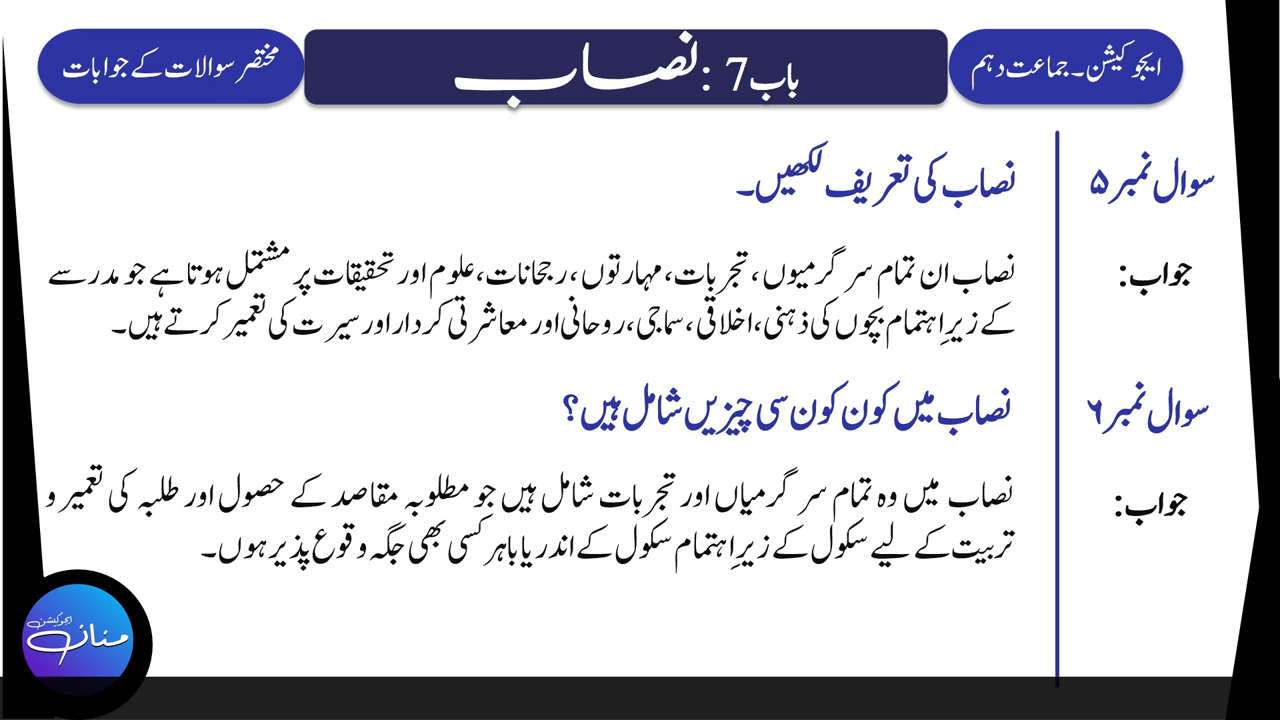 ایجوکیشن۔ جماعت دہم
باب 7 : نصاب
مختصر سوالات کے جوابات
سوال نمبر ۵
نصاب کی تعریف لکھیں۔
جواب:
نصاب ان تمام سرگرمیوں، تجربات، مہارتوں، رجحانات، علوم اور تحقیقات پر مشتمل ہوتا ہے جو مدرسے
کے زیرِ اہتمام بچوں کی ذہنی، اخلاقی، سماجی، روحانی اور معاشرتی کردار اور سیرت کی تعمیر کرتے ہیں۔
سوال نمبر ۶
نصاب میں کون کون سی چیزیں شامل ہیں؟
جواب:
نصاب میں وہ تمام سرگرمیاں اور تجربات شامل ہیں جو مطلوبہ مقاصد کے حصول اور طلبہ کی تعمیر و
تربیت کے لیے سکول کے زیرِ اہتمام سکول کے اندر یا باہر کسی بھی جگہ وقوع پذیر ہوں۔
ایجوکیشن
منان